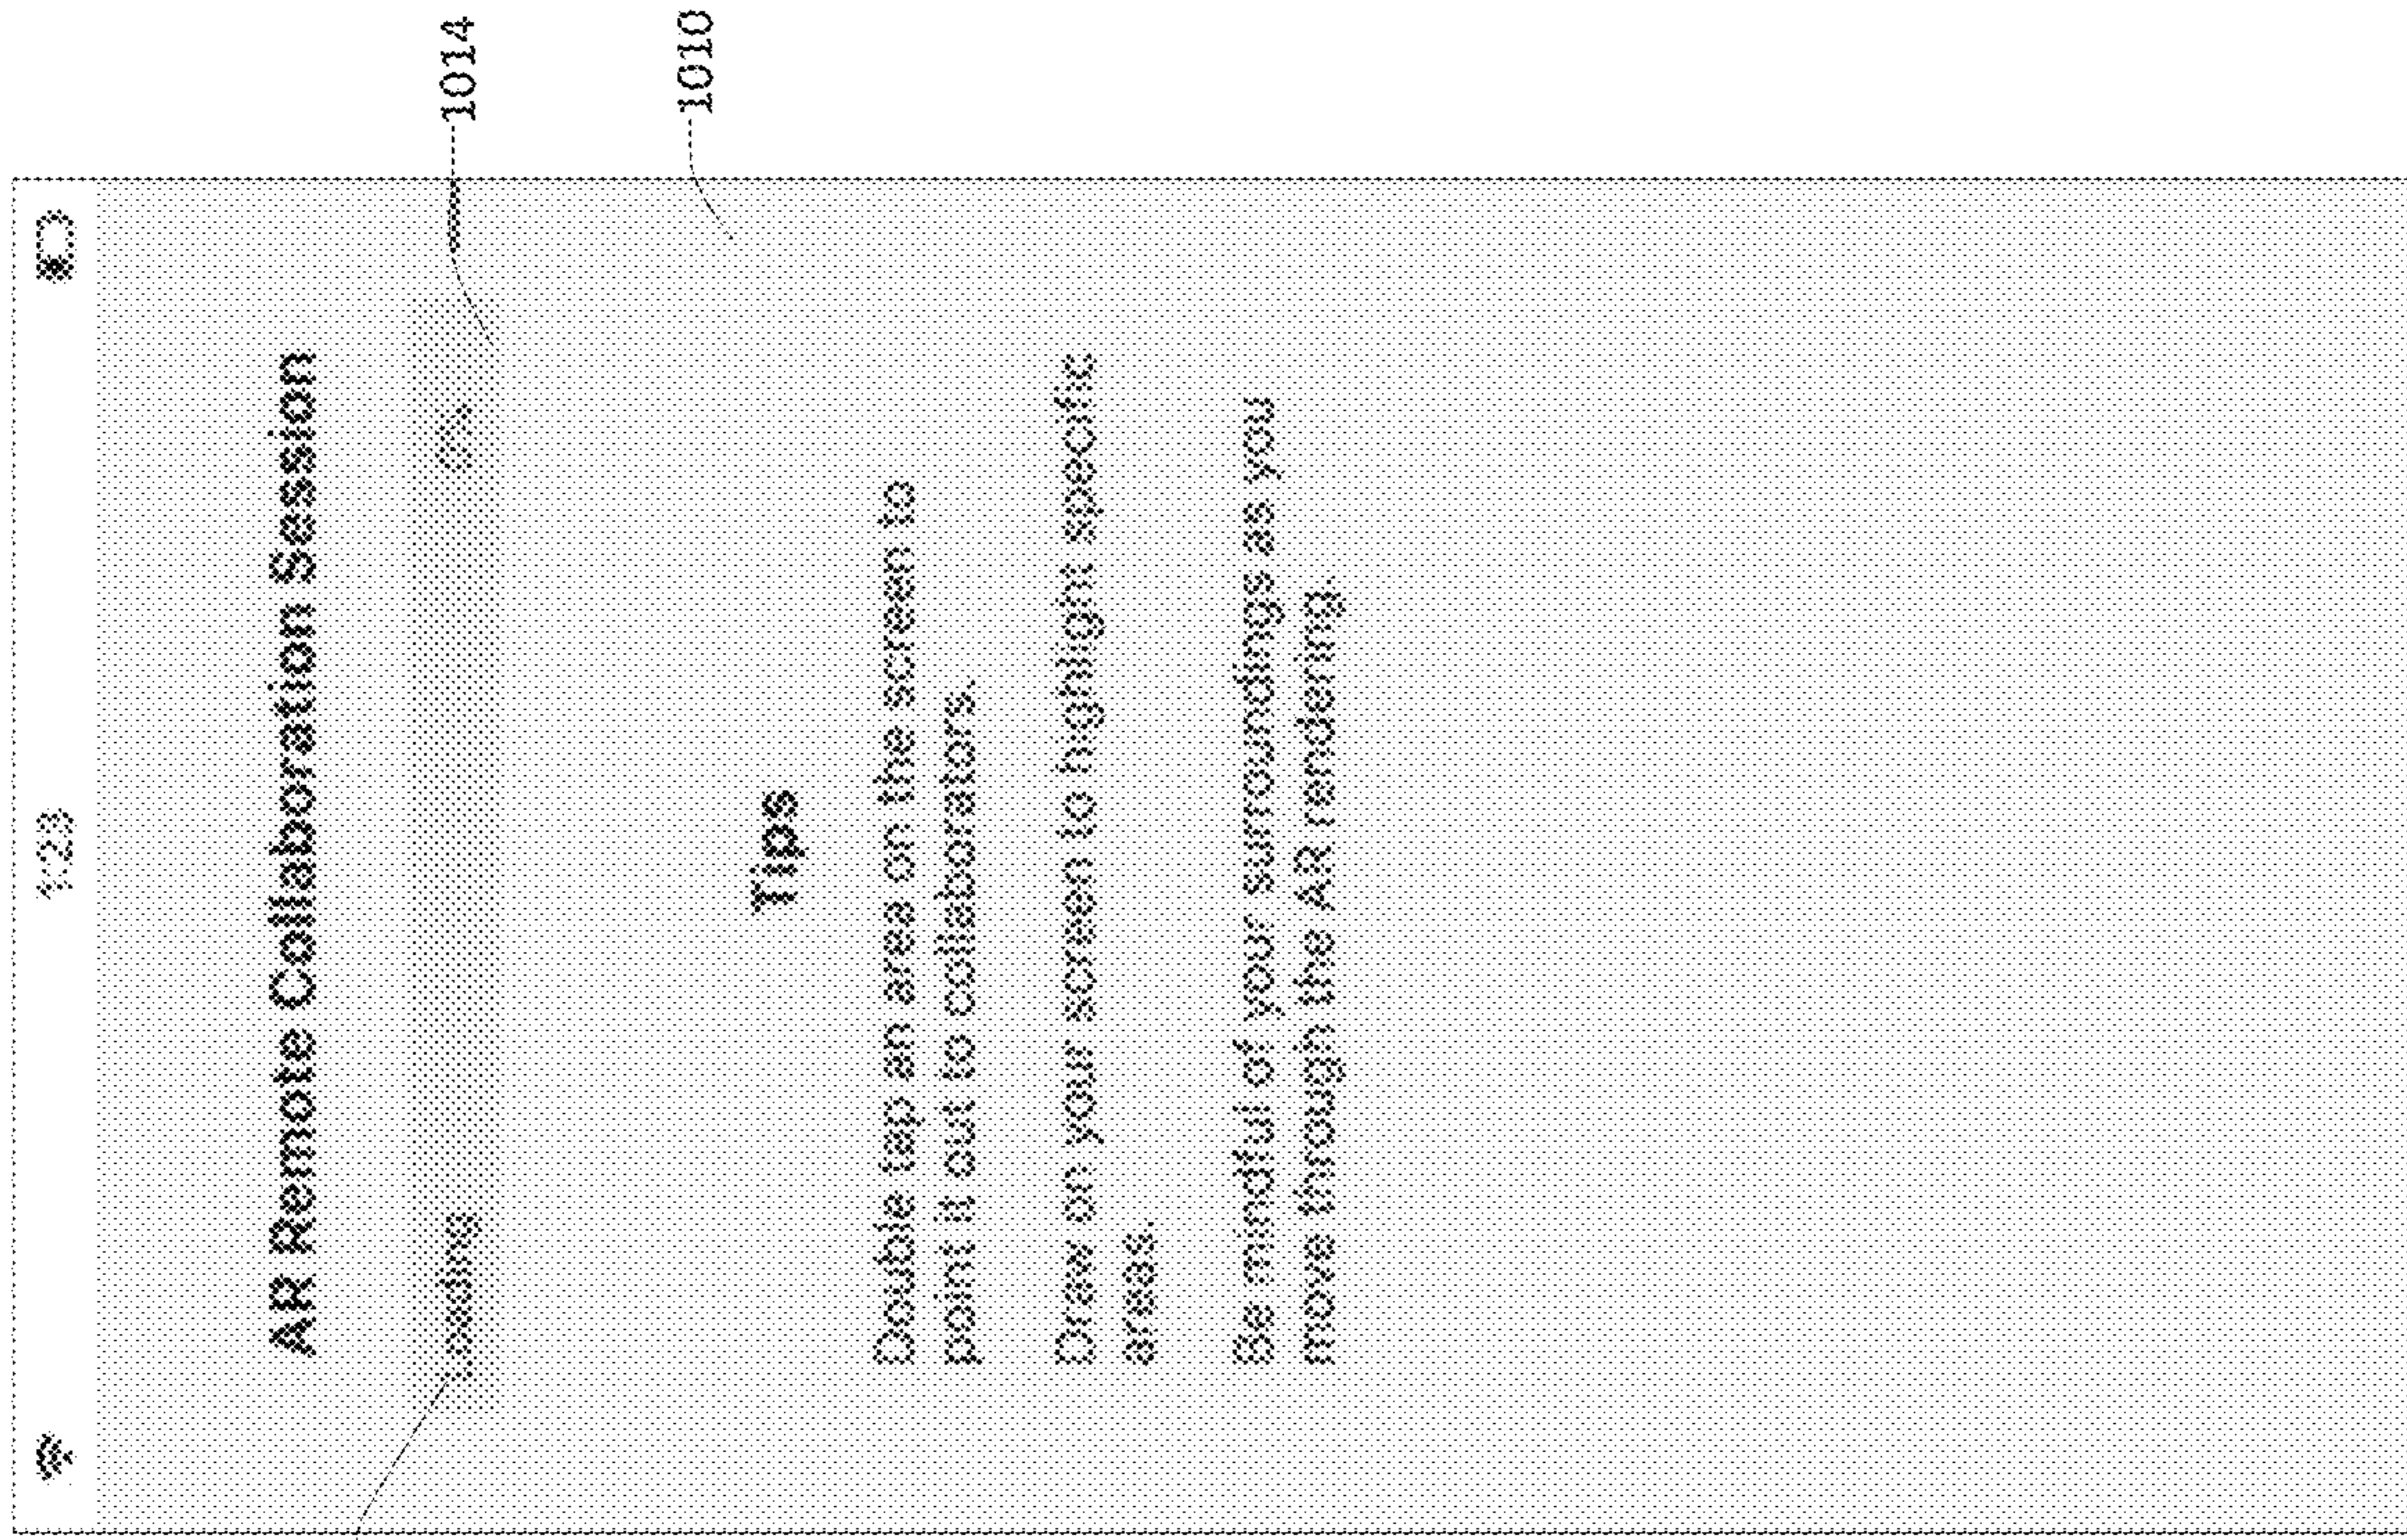 1:23
AR Remote Collaboration Session
Loading
1014
1010
Tips
Double tap an area on the screen to
point it out to collaborators.
Draw on your screen to highlight specific
areas.
Be mindful of your surroundings as you
move through the AR rendering.